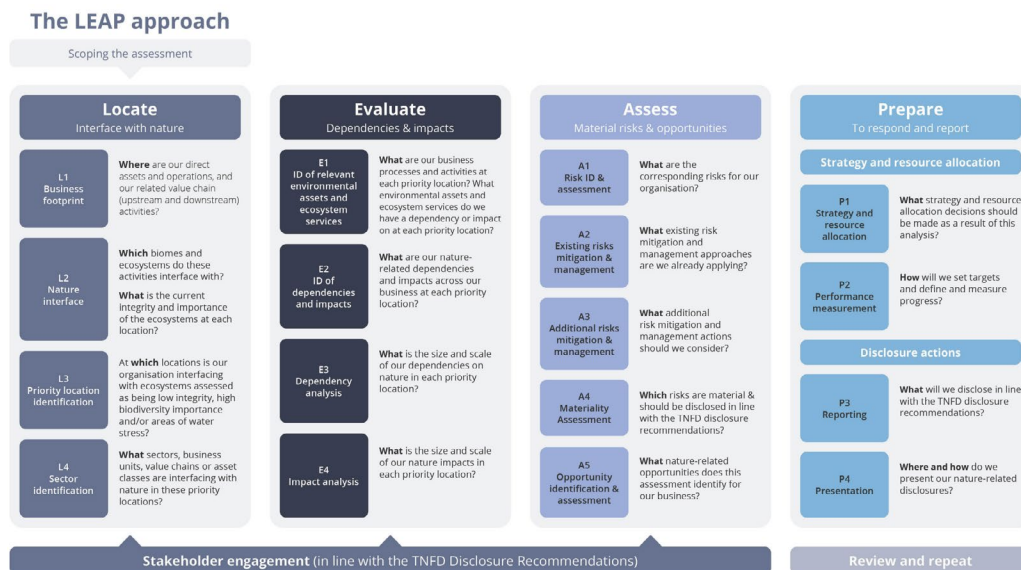 The LEAP approach
Scoping the assessment
Locate
Interface with nature
L1
Business
footprint
Where are our direct
assets and operations, and
our related value chain
(upstream and downstream)
activities?
L2
Nature
interface
Which biomes and
ecosystems do these
activities interface with?
What is the current
integrity and importance
of the ecosystems at each
location?
L3
Priority location
identification
At which locations is our
organisation interfacing
with ecosystems assessed
as being low integrity, high
biodiversity importance
and/or areas of water
stress?
L4
Sector
identification
What sectors, business
units, value chains or asset
classes are interfacing with
nature in these priority
locations?
Evaluate
Dependencies & impacts
E1
ID of relevant
environmental
assets and
ecosystem
services
What are our business
processes and activities at
each priority location? What
environmental assets and
ecosystem services do we
have a dependency or impact
on at each priority location?
E2
ID of
dependencies
and impacts
What are our nature-
related dependencies
and impacts across our
business at each priority
location?
E3
Dependency
analysis
What is the size and scale
of our dependencies on
nature in each priority
location?
E4
Impact analysis
What is the size and scale
of our nature impacts in
each priority location?
Assess
Material risks & opportunities
A1
Risk ID &
assessment
What are the
corresponding risks for our
organisation?
A2
Existing risks
mitigation &
management
What existing risk
mitigation and
management approaches
are we already applying?
A3
Additional risks
mitigation &
management
What additional
risk mitigation and
management actions
should we consider?
A4
Materiality
Assessment
Which risks are material &
should be disclosed in line
with the TNFD disclosure
recommendations?
A5
Opportunity
identification &
assessment
What nature-related
opportunities does this
assessment identify for
our business?
Prepare
To respond and report
Strategy and resource allocation
P1
Strategy and
resource
allocation
What strategy and resource
allocation decisions should
be made as a result of this
analysis?
P2
Performance
measurement
How will we set targets
and define and measure
progress?
Disclosure actions
P3
Reporting
What will we disclose in line
with the TNFD disclosure
recommendations?
P4
Presentation
Where and how do we
present our nature-related
disclosures?
Stakeholder engagement (in line with the TNFD Disclosure Recommendations)
Review and repeat